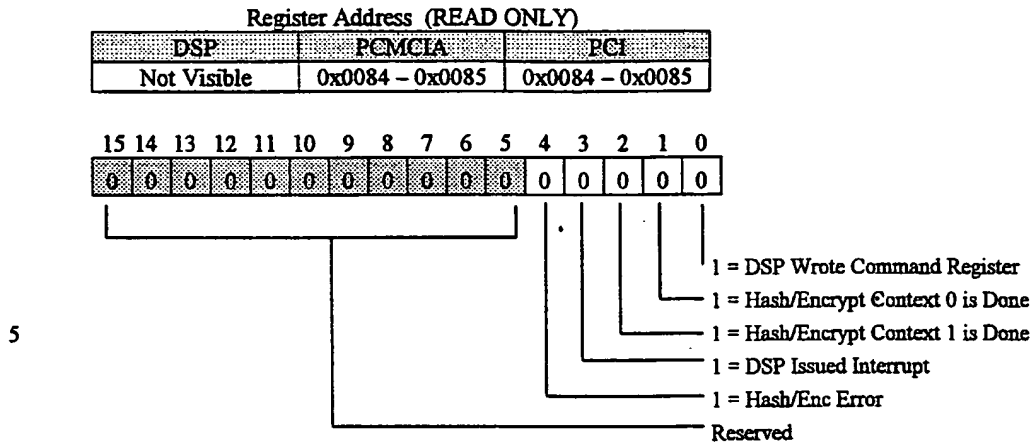 Register Address (READ ONLY)
DSP PCMCIA PCI
Not Visible 0x0084 – 0x0085 0x0084 – 0x0085
15 14 13 12 11 10 9 8 7 6 5 4 3 2 1 0
0 0 0 0 0 0 0 0 0 0 0 0 0 0 0 0
1 = DSP Wrote Command Register
1 = Hash/Encrypt Context 0 is Done
5 1 = Hash/Encrypt Context 1 is Done
1 = DSP Issued Interrupt
1 = Hash/Enc Error
Reserved